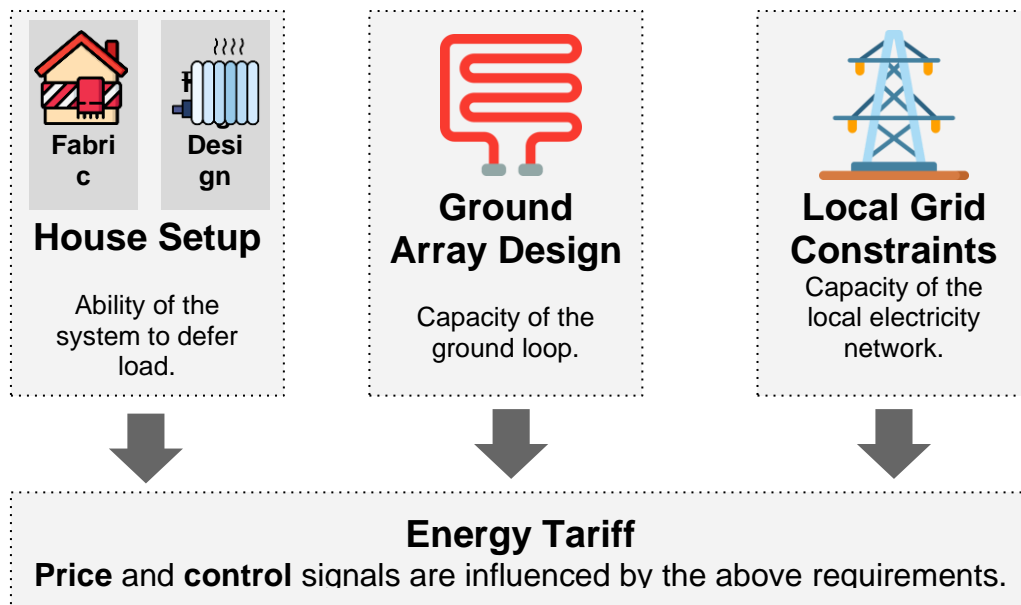 Fabri
c
Desi
gn
House Setup
Ability of the
system to defer
load.
Ground
Array Design
Capacity of the
ground loop.
Local Grid
Constraints
Capacity of the
local electricity
network.
Energy Tariff
Price and control signals are influenced by the above requirements.